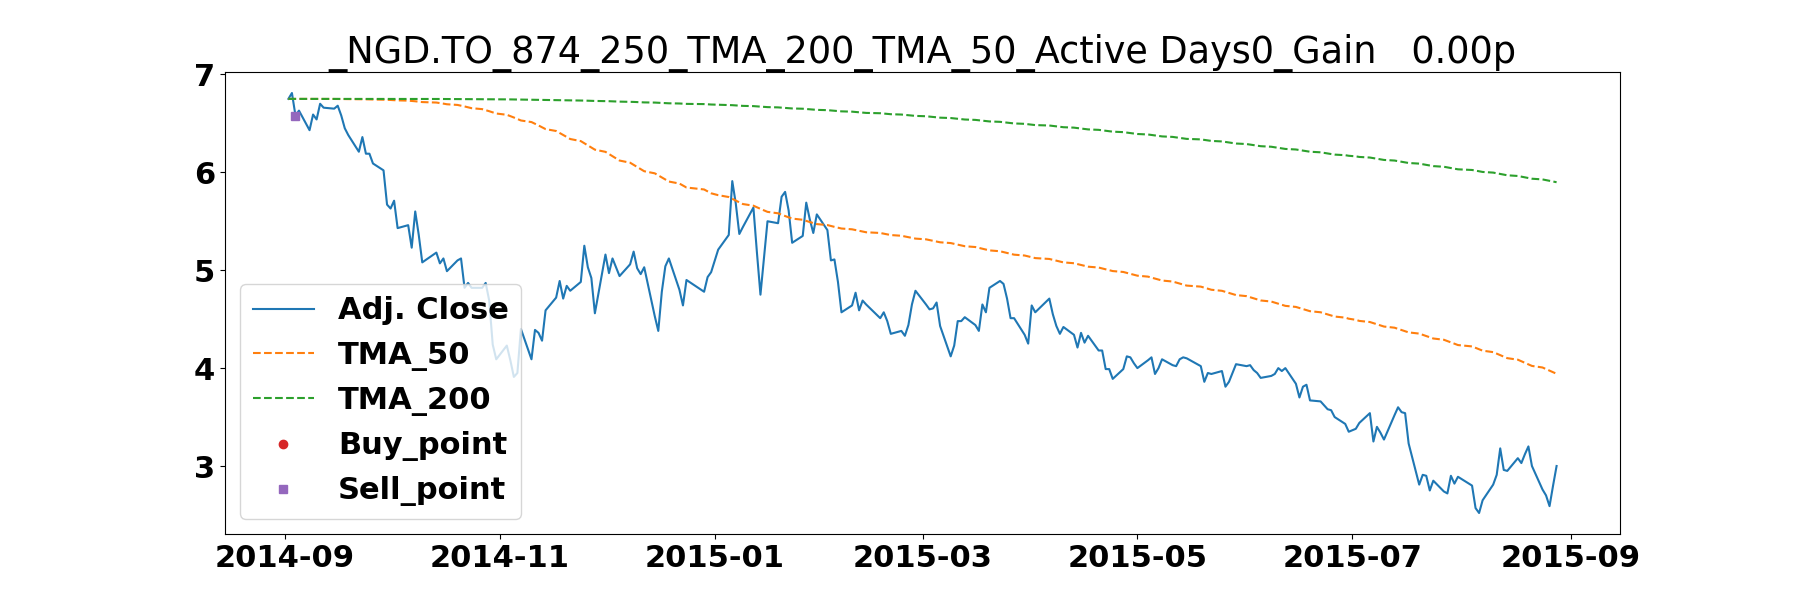 _NGD.TO_874_250_TMA_200_TMA_50_Active Days0_Gain   0.00p
7
6
5
4
3
Adj. Close
TMA_50
TMA_200
Buy_point
Sell_point
2014-09 2014-11 2015-01 2015-03 2015-05 2015-07 2015-09